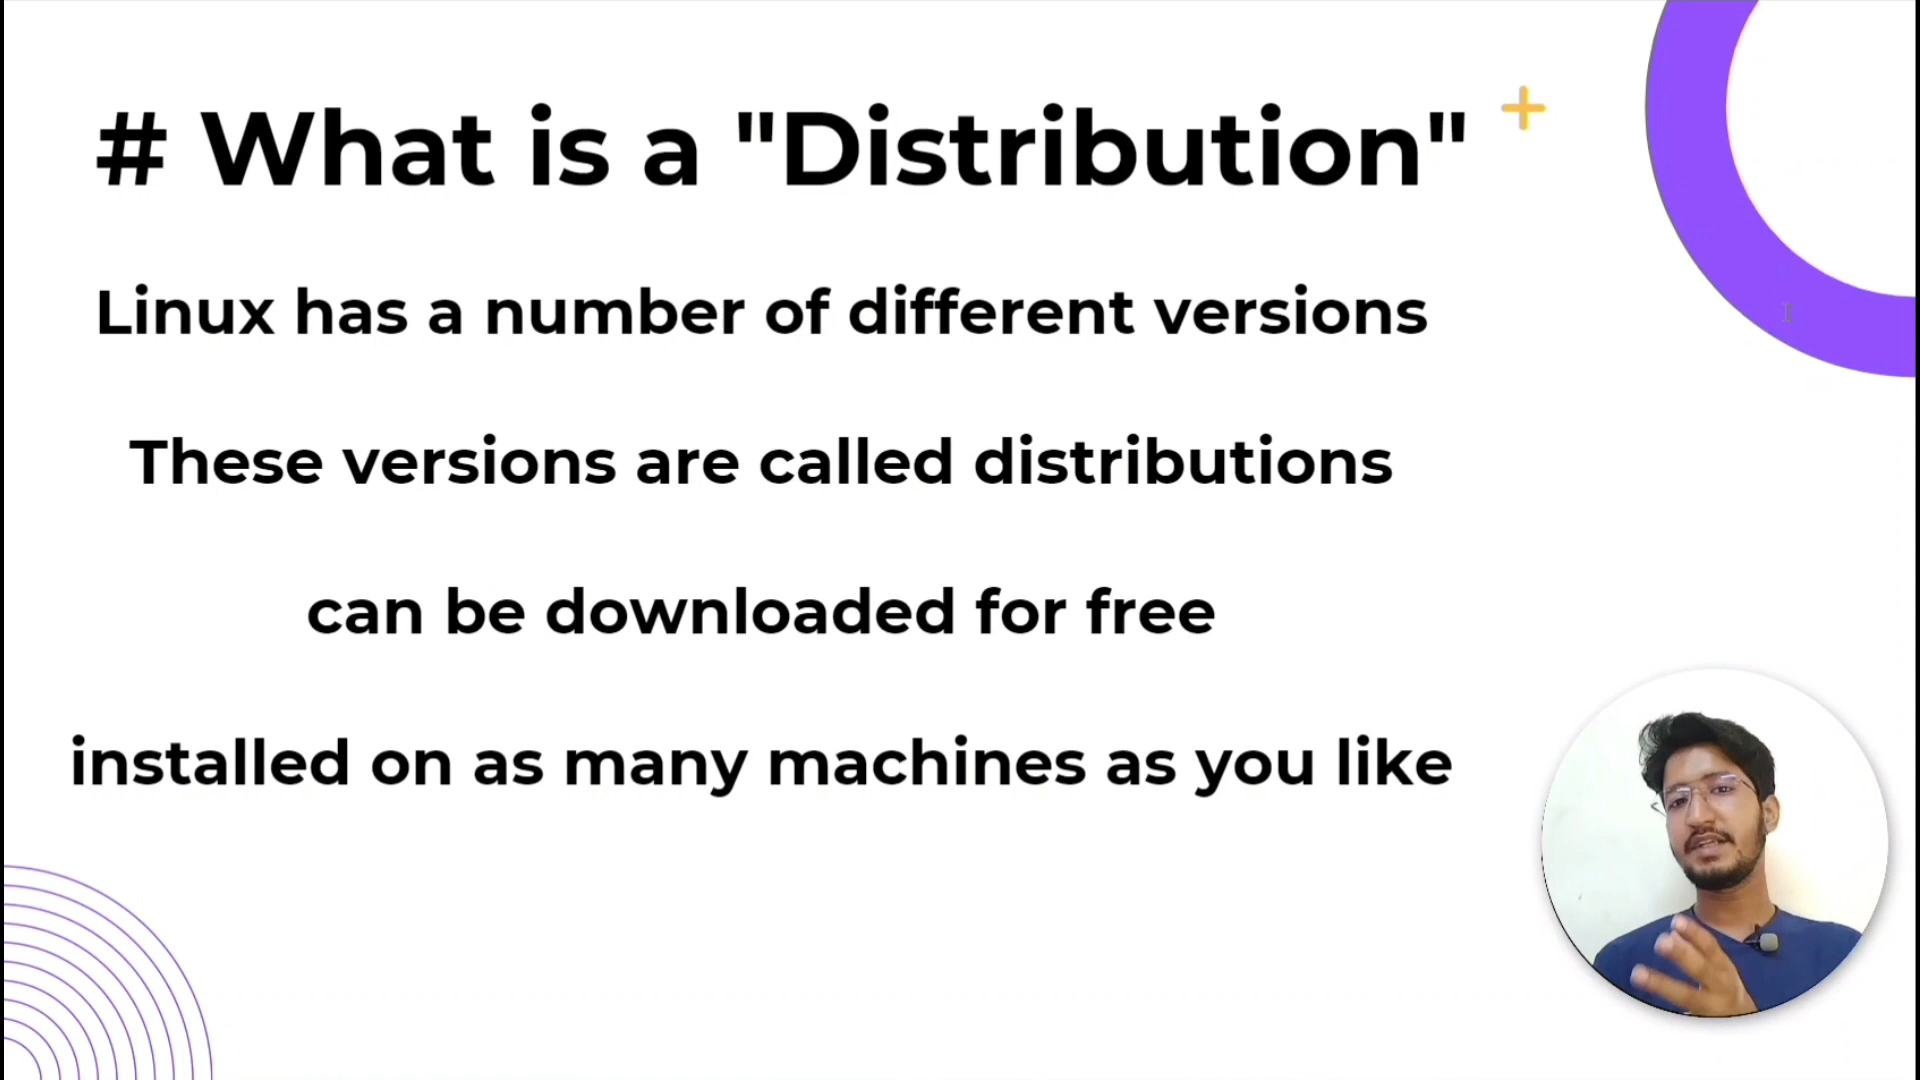 # What is a "Distribution"
Linux has a number of different versions
These versions are called distributions
can be downloaded for free
installed on as many machines as you like